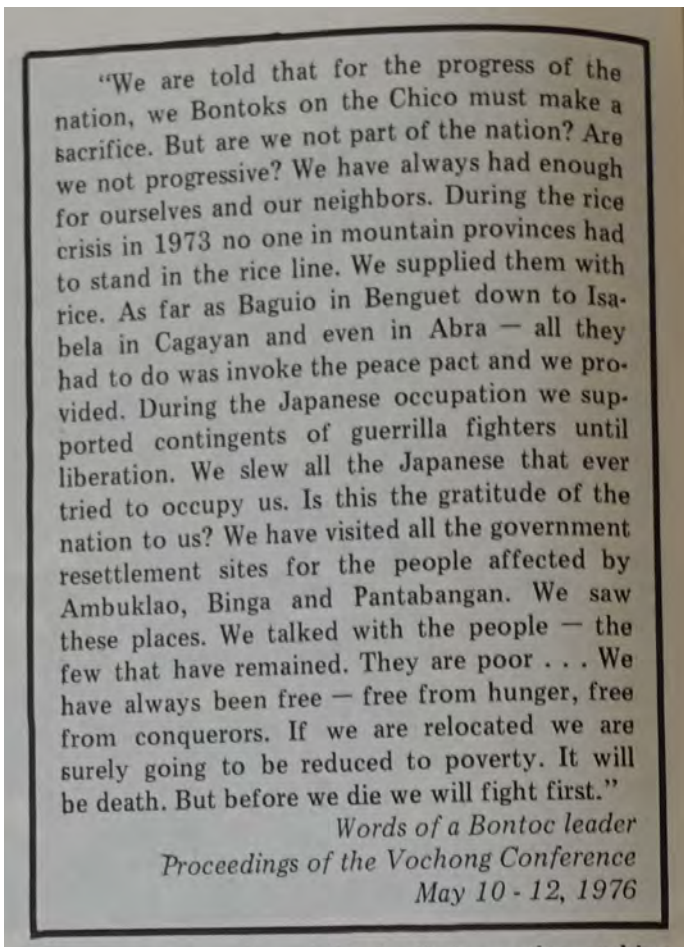 “We are told that for the progress of the
nation, we Bontoks on the Chico must make a
sacrifice. But are we not part of the nation? Are
we not progressive? We have always had enough
for ourselves and our neighbors. During the rice
crisis in 1973 no one in mountain provinces had
to stand in the rice line. We supplied them with
rice. As far as Baguio in Benguet down to Isa-
bela in Cagayan and even in Abra — all they
had to do was invoke the peace pact and we pro-
vided. During the Japanese occupation we sup-
ported contingents of guerrilla fighters until
liberation. We slew all the Japanese that ever
tried to occupy us. Is this the gratitude of the
nation to us? We have visited all the government
resettlement sites for the people affected by
Ambuklao, Binga and Pantabangan. We saw
these places. We talked with the people — the
few that have remained. They are poor . . . We
have always been free — free from hunger, free
from conquerors. If we are relocated we are
surely going to be reduced to poverty. It will
be death. But before we die we will fight first.”
Words of a Bontoc leader
Proceedings of the Vochong Conference
May 10 - 12, 1976